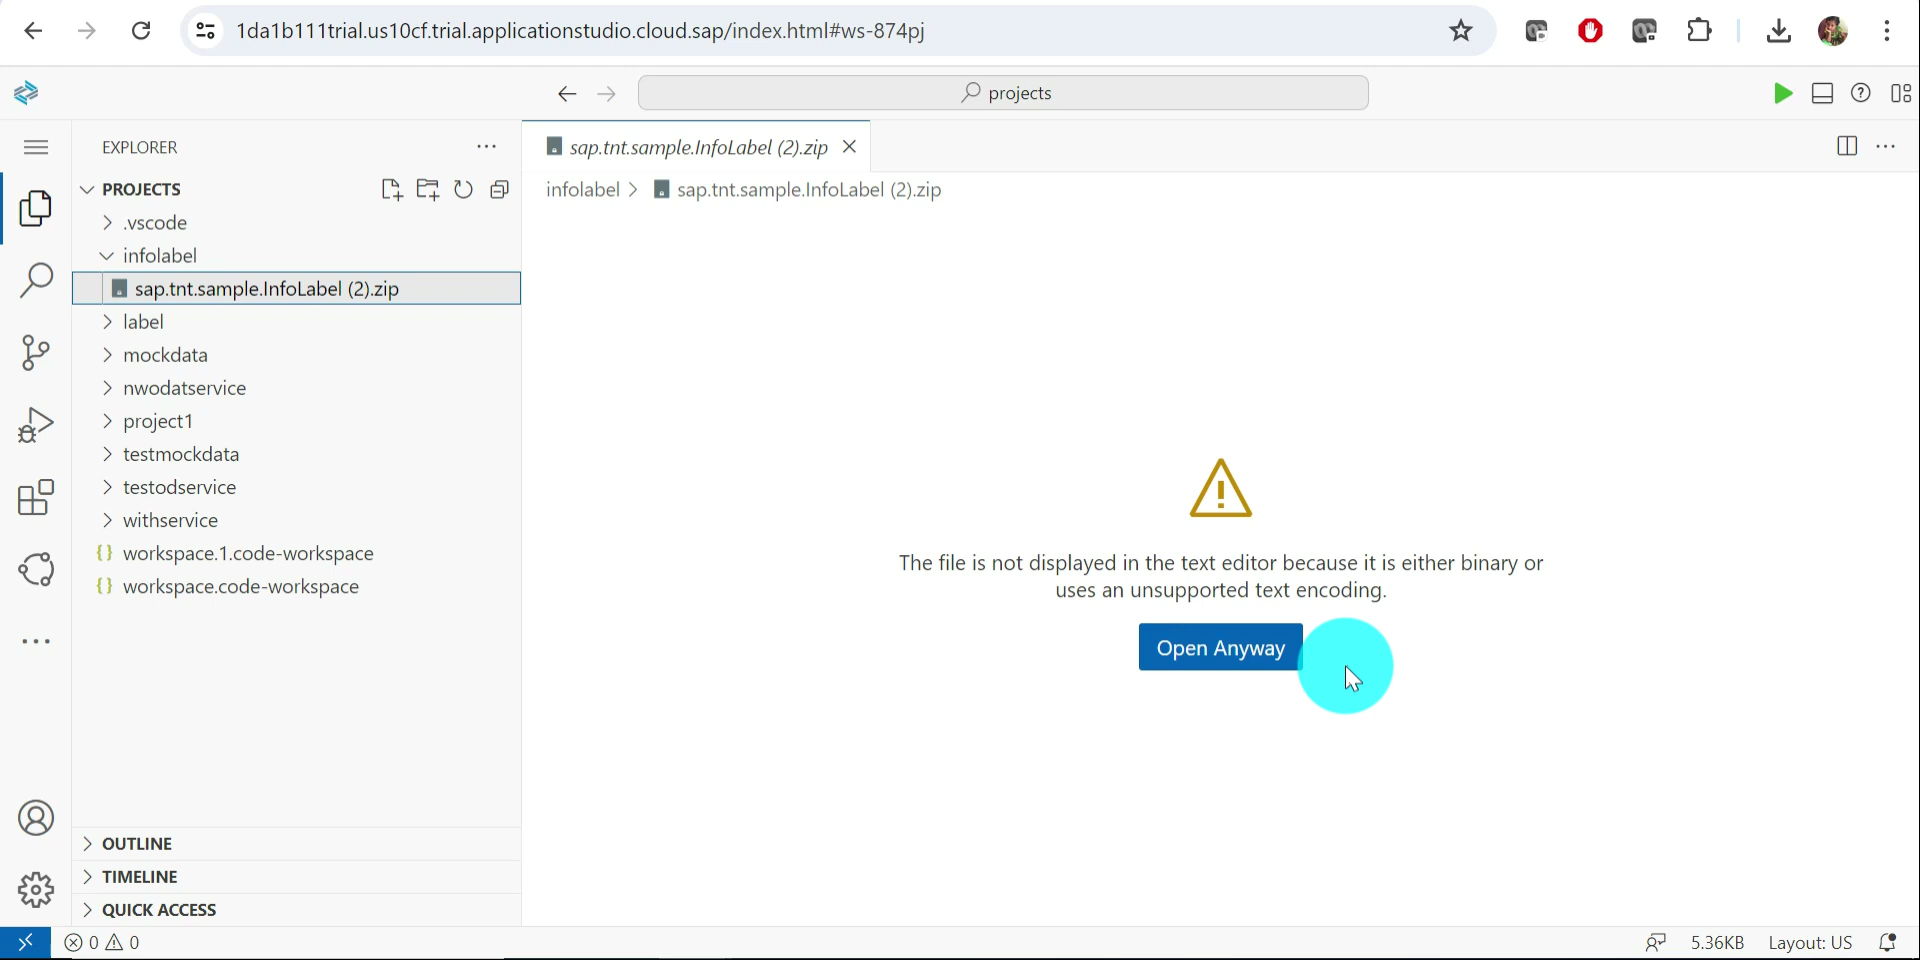 1da1b111trial.us10cf.trial.applicationstudio.cloud.sap/index.html#ws-874pj
projects
EXPLORER
sap.tnt.sample.InfoLabel (2).zip
PROJECTS
infolabel > sap.tnt.sample.InfoLabel (2).zip
.vscode
infolabel
sap.tnt.sample.InfoLabel (2).zip
label
mockdata
nwodatservice
project1
testmockdata
testodservice
withservice
workspace.1.code-workspace
workspace.code-workspace
The file is not displayed in the text editor because it is either binary or
uses an unsupported text encoding.
Open Anyway
OUTLINE
TIMELINE
QUICK ACCESS
0 0
5.36KB
Layout: US